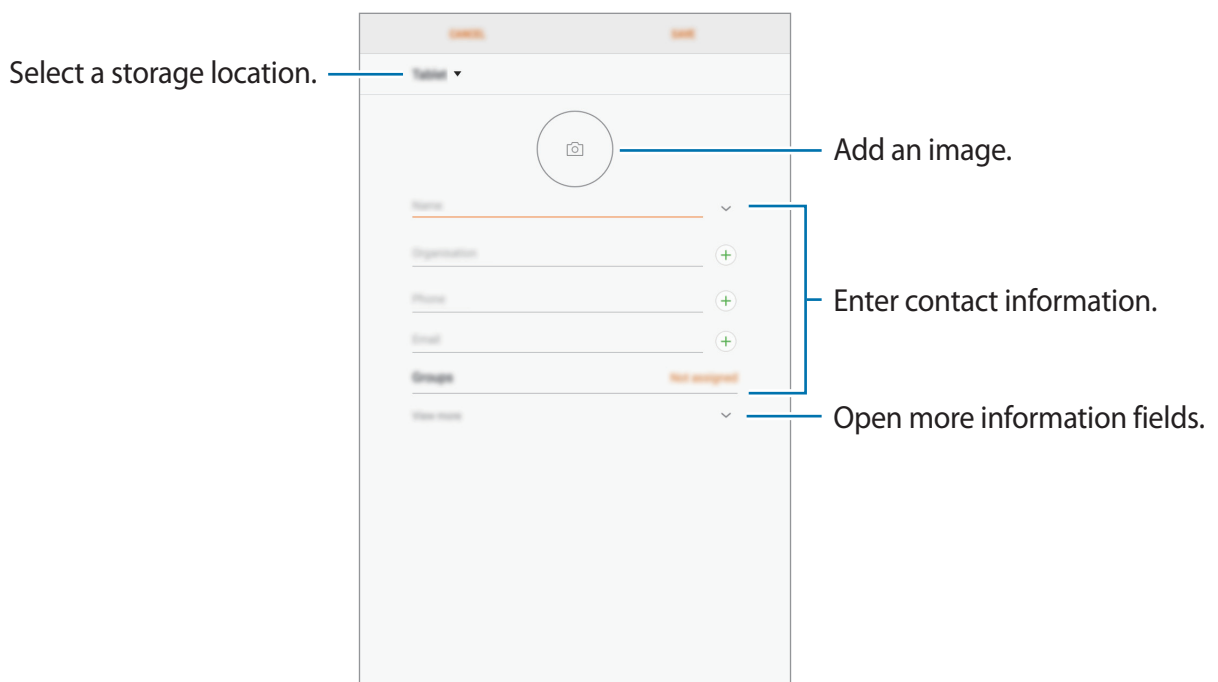 CANCEL
SAVE
Select a storage location.
Tablet
Add an image.
Name
Organisation
Phone
Enter contact information.
Email
Groups
Not assigned
View more
Open more information fields.